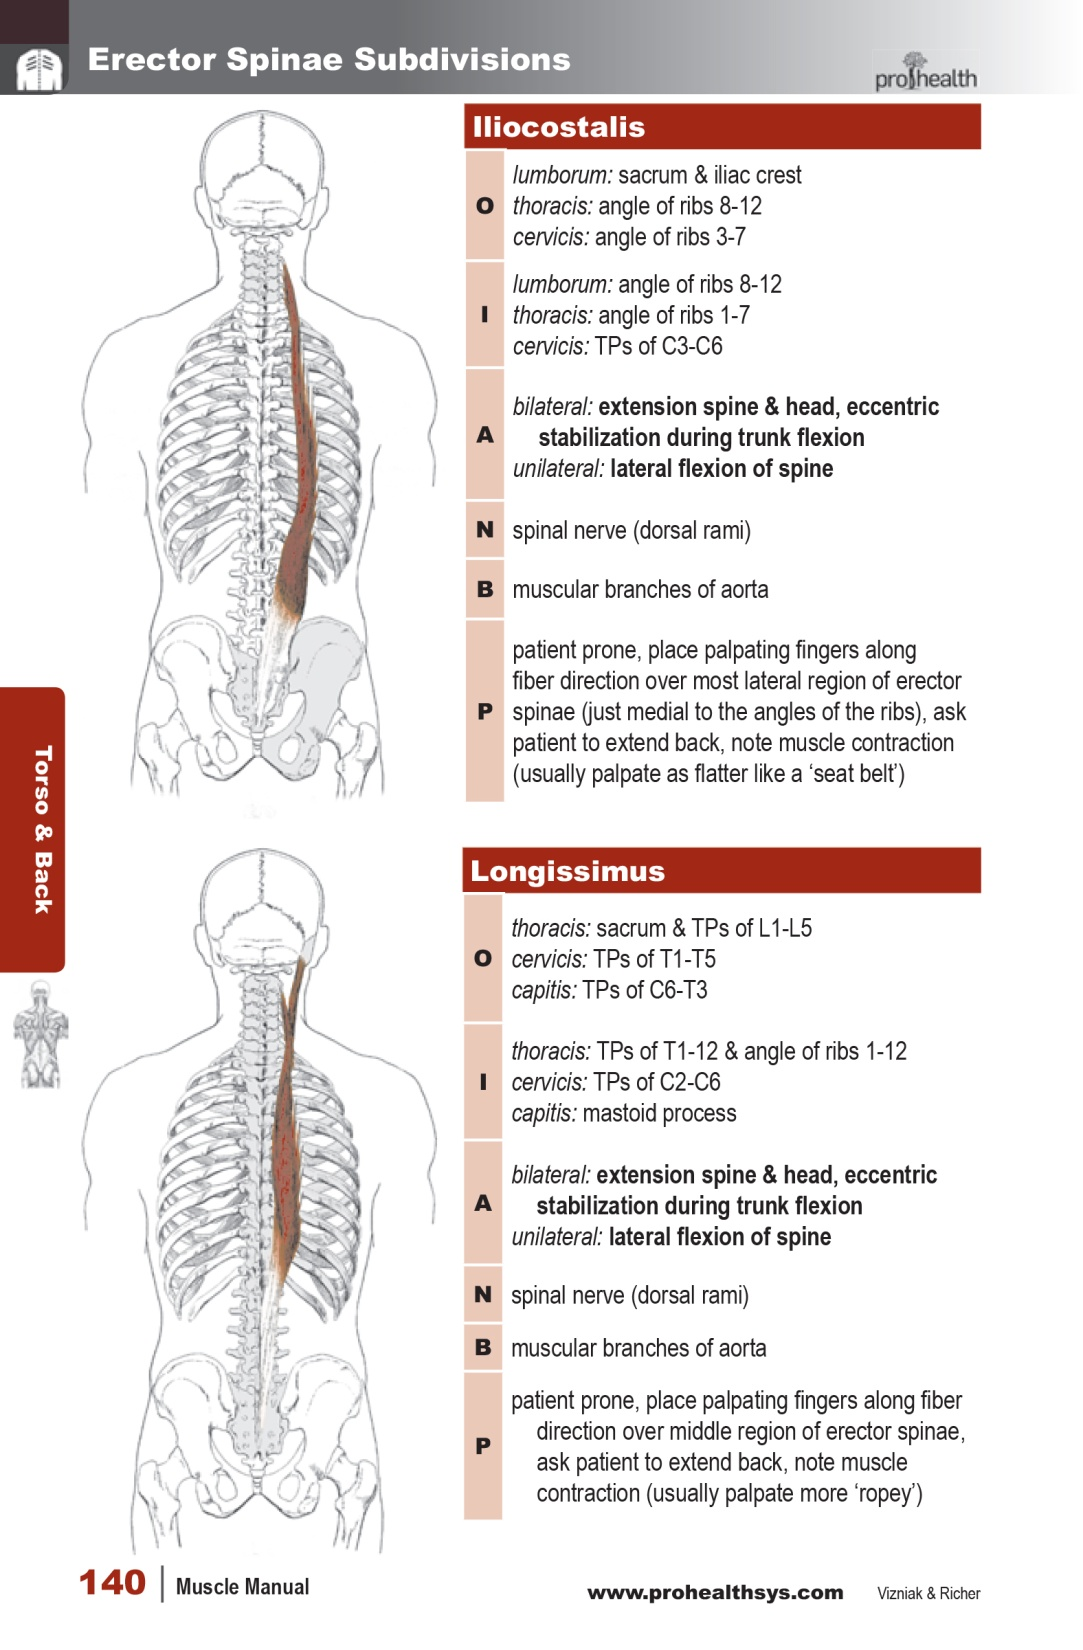 Erector Spinae Subdivisions
prohealth
Iliocostalis
O
lumborum: sacrum & iliac crest
thoracis: angle of ribs 8-12
cervicis: angle of ribs 3-7
I
lumborum: angle of ribs 8-12
thoracis: angle of ribs 1-7
cervicis: TPs of C3-C6
A
bilateral: extension spine & head, eccentric
stabilization during trunk flexion
unilateral: lateral flexion of spine
N
spinal nerve (dorsal rami)
B
muscular branches of aorta
P
patient prone, place palpating fingers along
fiber direction over most lateral region of erector
spinae (just medial to the angles of the ribs), ask
patient to extend back, note muscle contraction
(usually palpate as flatter like a ‘seat belt’)
Torso & Back
Longissimus
O
thoracis: sacrum & TPs of L1-L5
cervicis: TPs of T1-T5
capitis: TPs of C6-T3
I
thoracis: TPs of T1-12 & angle of ribs 1-12
cervicis: TPs of C2-C6
capitis: mastoid process
A
bilateral: extension spine & head, eccentric
stabilization during trunk flexion
unilateral: lateral flexion of spine
N
spinal nerve (dorsal rami)
B
muscular branches of aorta
P
patient prone, place palpating fingers along fiber
direction over middle region of erector spinae,
ask patient to extend back, note muscle
contraction (usually palpate more ‘ropey’)
140
Muscle Manual
www.prohealthsys.com
Vizniak & Richer